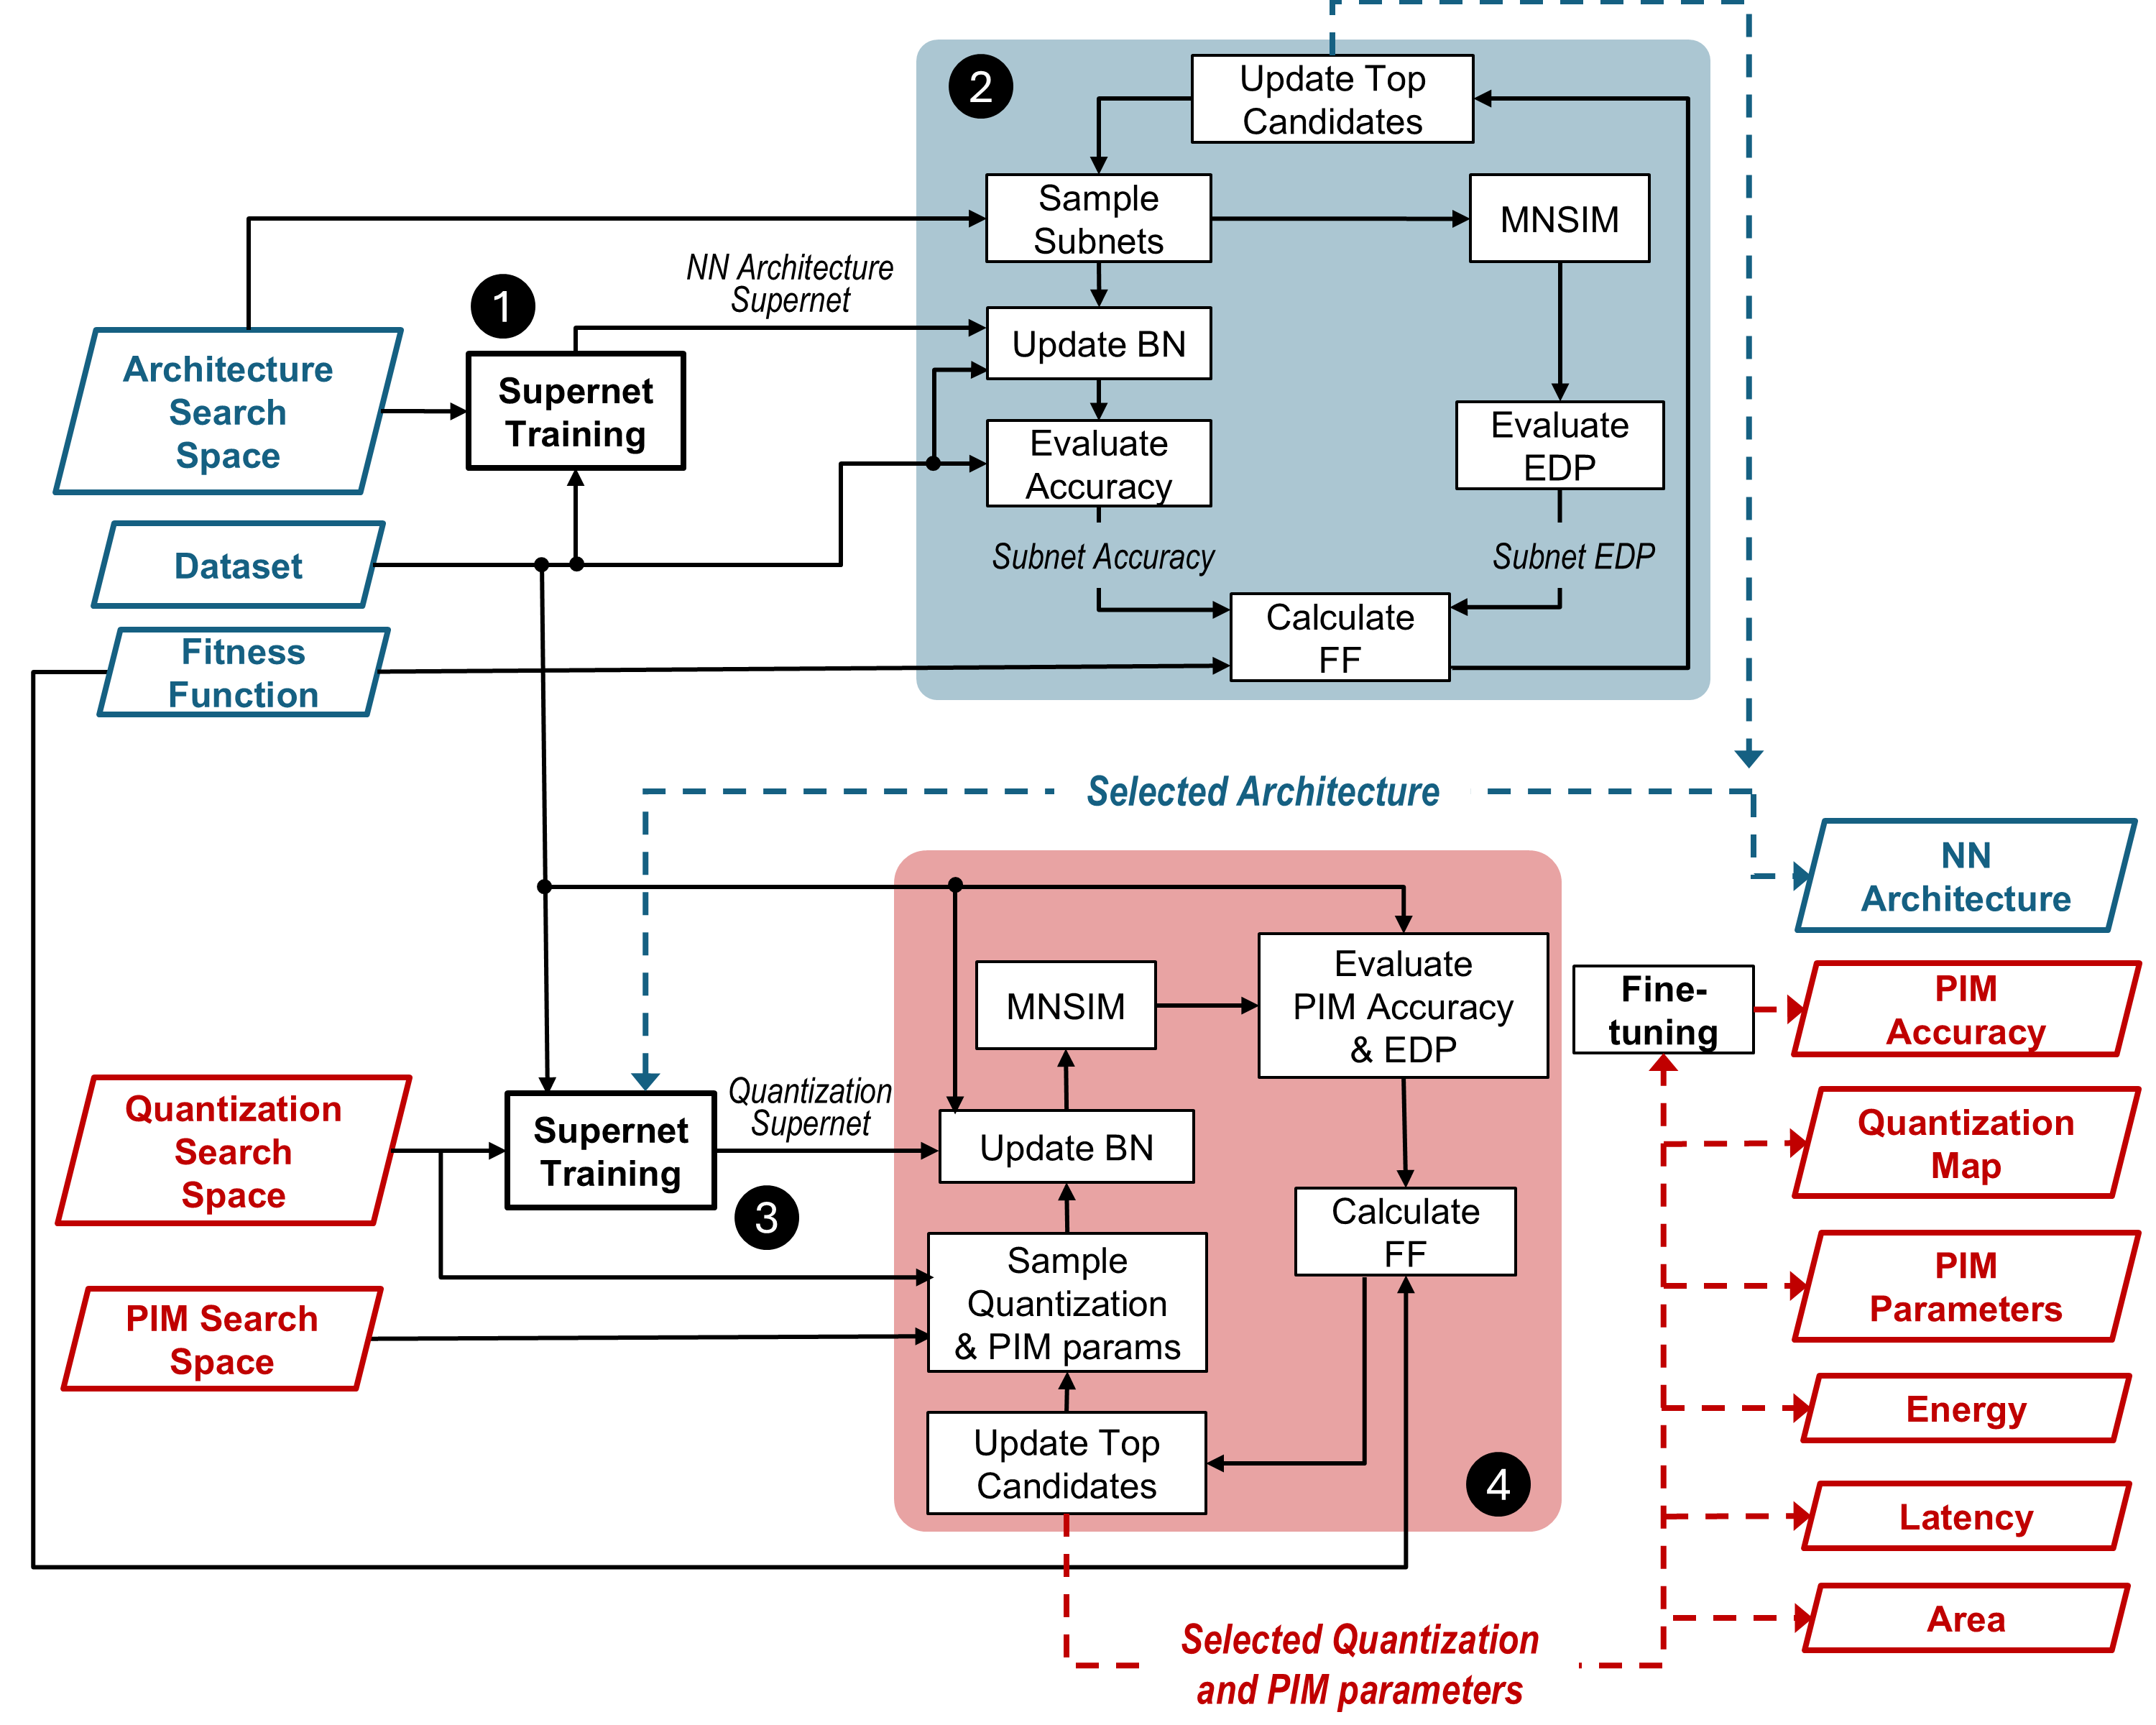 2
Update Top
Candidates
Sample
Subnets
MNSIM
NN Architecture
Supernet
1
Update BN
Architecture
Search
Space
Supernet
Training
Evaluate
Accuracy
Evaluate
EDP
Dataset
Subnet Accuracy
Subnet EDP
Fitness
Function
Calculate
FF
Selected Architecture
NN
Architecture
MNSIM
Evaluate
PIM Accuracy
& EDP
Fine-
tuning
PIM
Accuracy
Quantization
Search
Space
Supernet
Training
Quantization
Supernet
Update BN
Quantization
Map
3
Sample
Quantization
& PIM params
Calculate
FF
PIM
Parameters
PIM Search
Space
Update Top
Candidates
4
Energy
Latency
Area
Selected Quantization
and PIM parameters